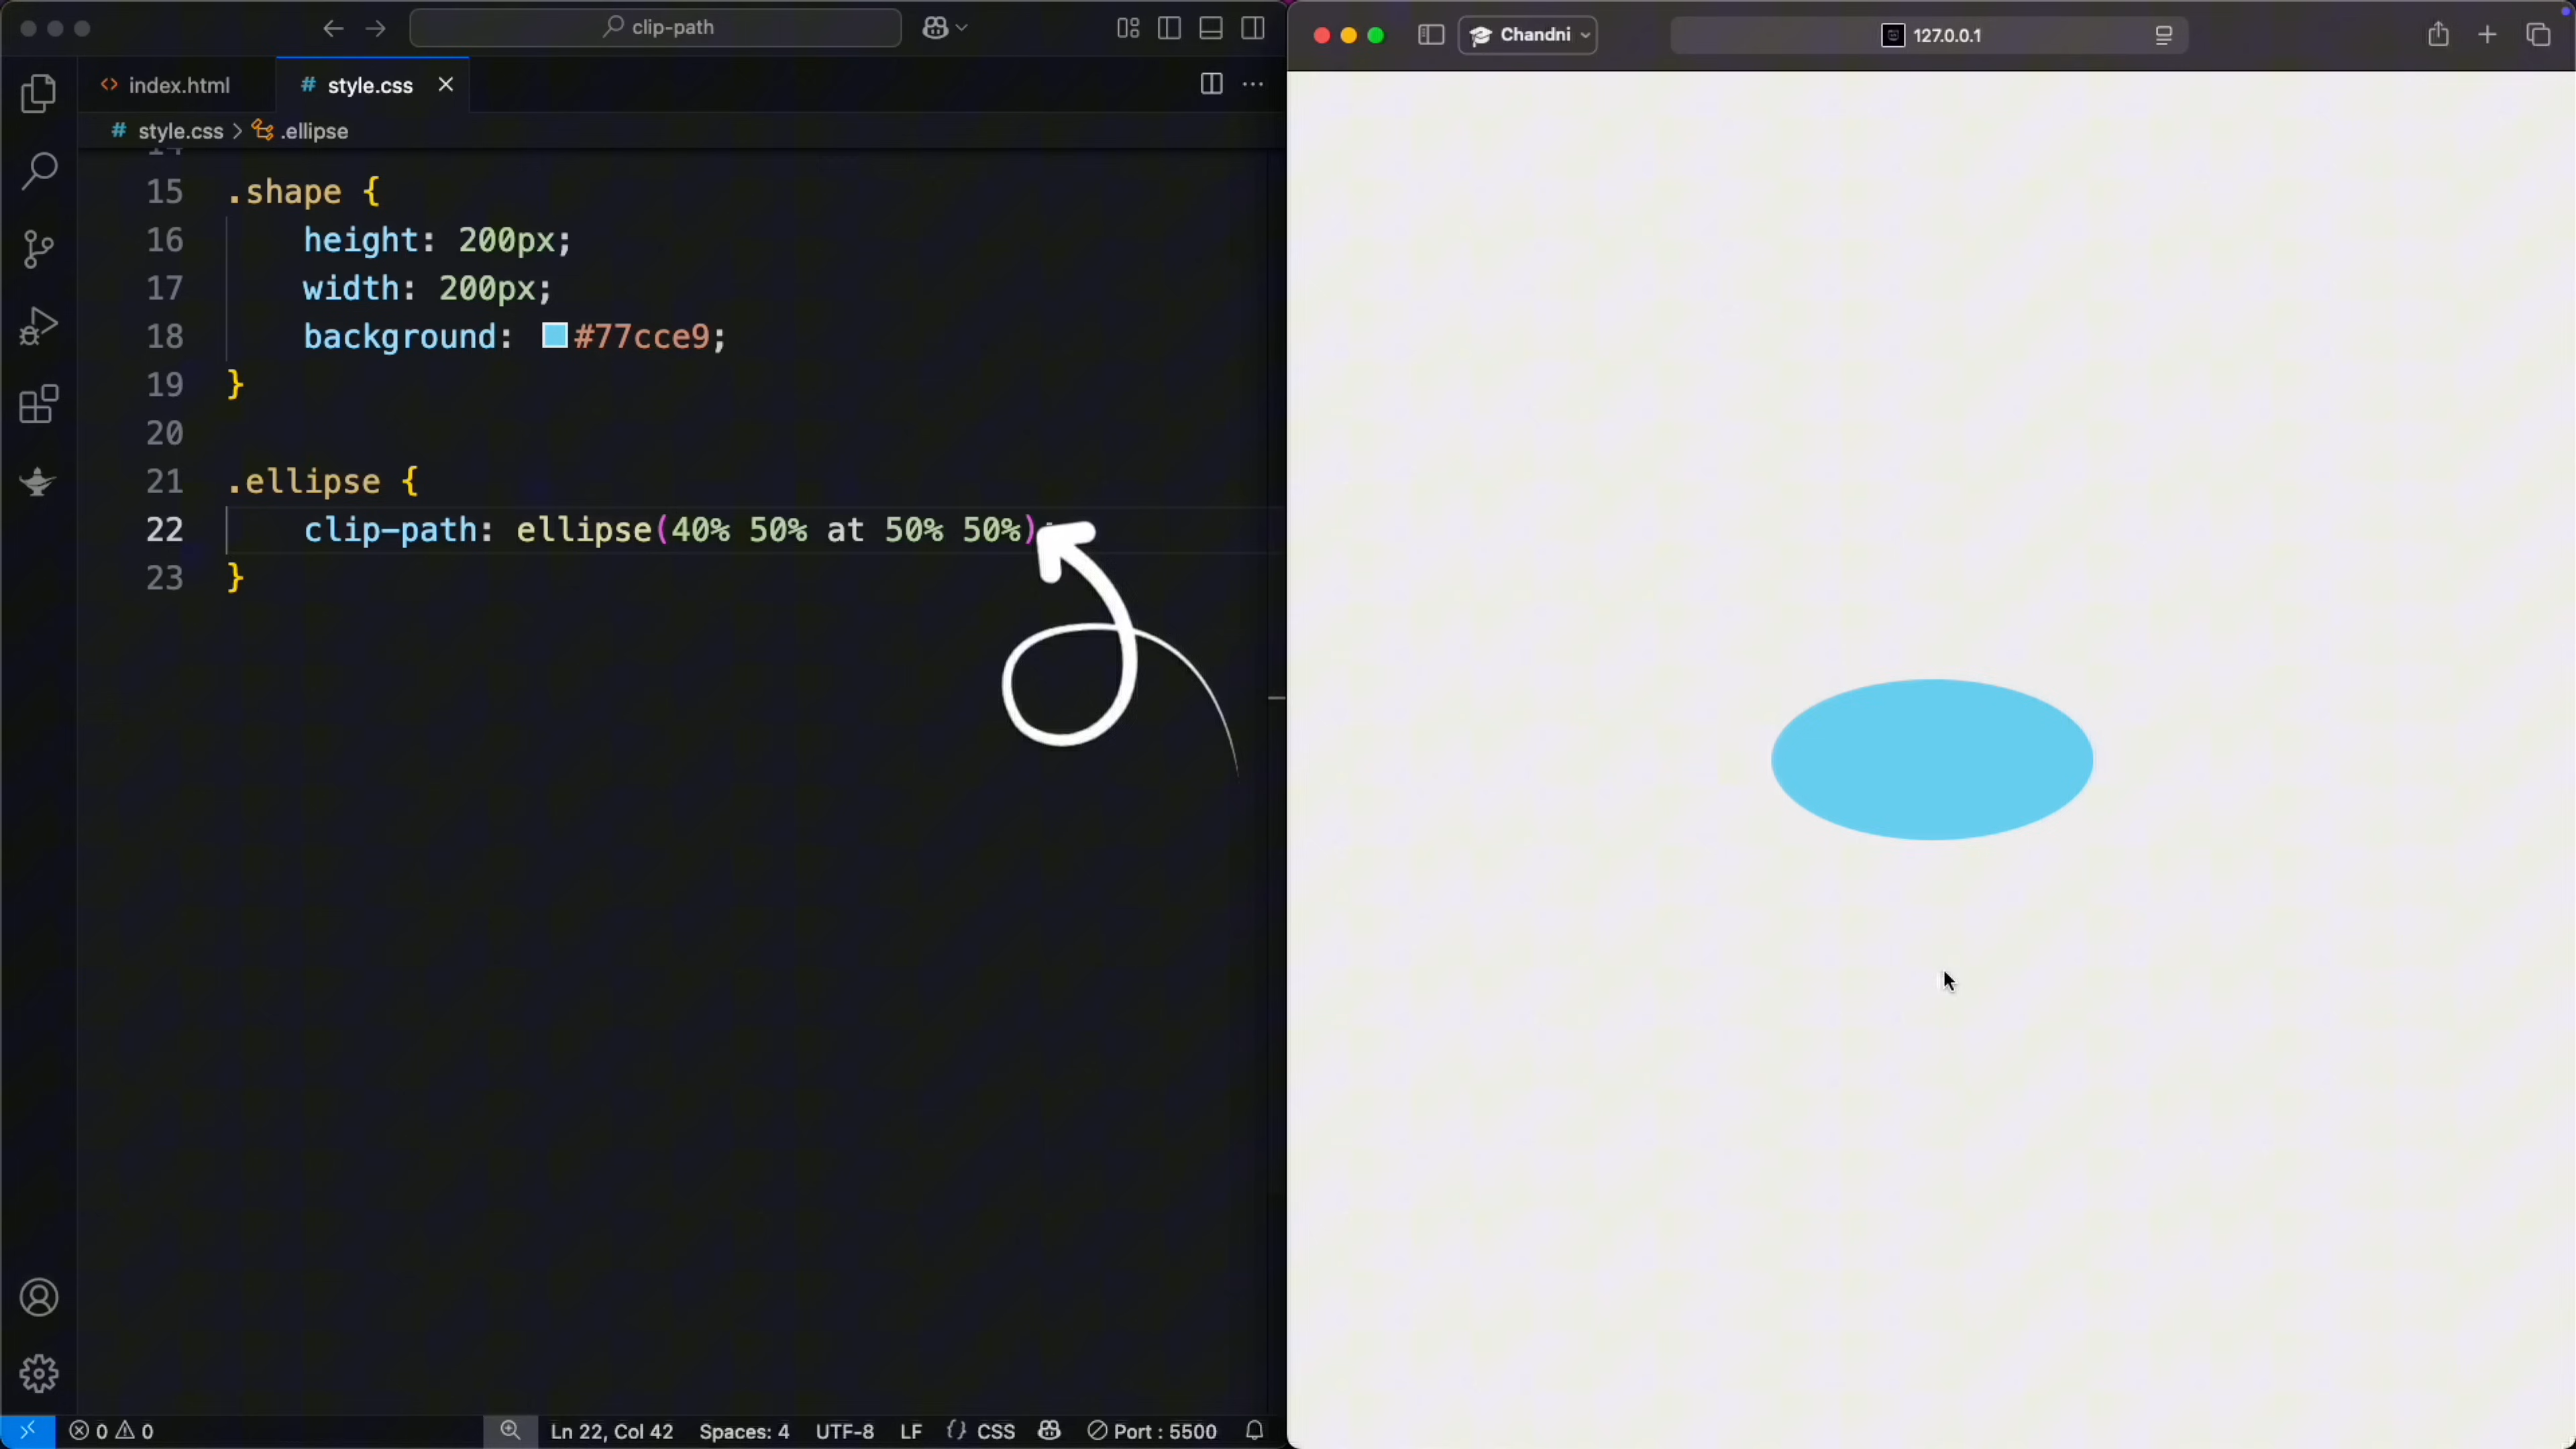 clip-path
Chandni
127.0.0.1
index.html
# style.css
# style.css > .ellipse
15 .shape {
16 height: 200px;
17 width: 200px;
18 background: #77cce9;
19 }
20
21 .ellipse {
22 clip-path: ellipse(40% 50% at 50% 50%)
23 }
0 0
Ln 22, Col 42
Spaces: 4
UTF-8
LF
{} CSS
Port : 5500